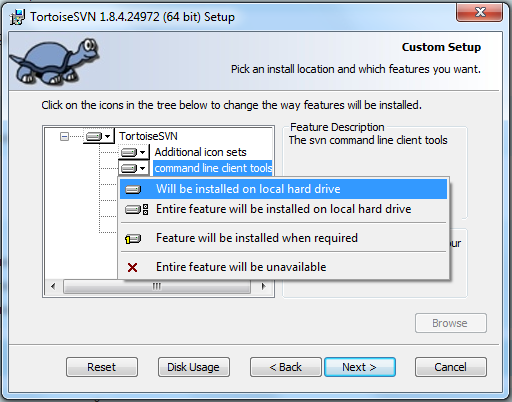 TortoiseSVN 1.8.4.24972 (64 bit) Setup
Custom Setup
Pick an install location and which features you want.
Click on the icons in the tree below to change the way features will be installed.
TortoiseSVN
Additional icon sets
command line client tools
Feature Description
The svn command line client tools
Will be installed on local hard drive
Entire feature will be installed on local hard drive
Feature will be installed when required
Entire feature will be unavailable
Browse
Reset
Disk Usage
< Back
Next >
Cancel